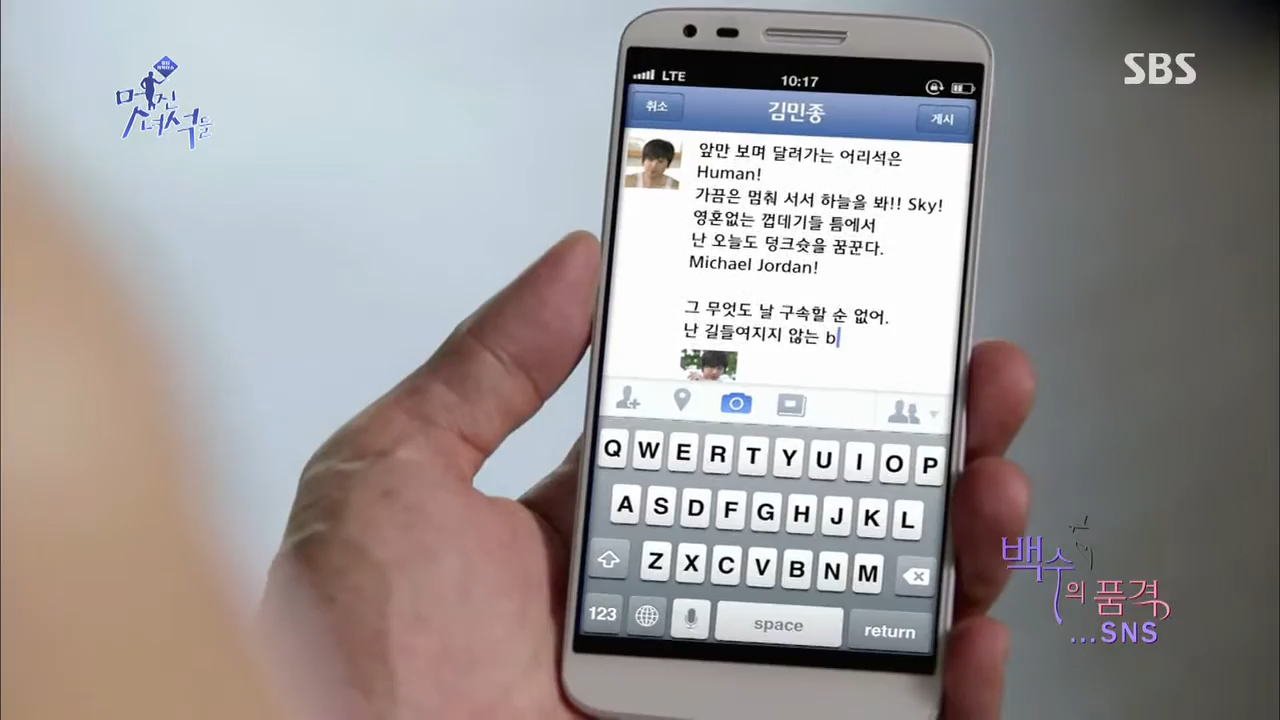 멋진
녀석들
SBS
LTE
10:17
취소
김민종
게시
앞만 보며 달려가는 어리석은
Human!
가끔은 멈춰 서서 하늘을 봐!! Sky!
영혼없는 껍데기들 틈에서
난 오늘도 덩크슛을 꿈꾼다.
Michael Jordan!
그 무엇도 날 구속할 순 없어.
난 길들여지지 않는 b
Q W E R T Y U I O P
A S D F G H J K L
Z X C V B N M
123
space
return
백수의 품격
...SNS